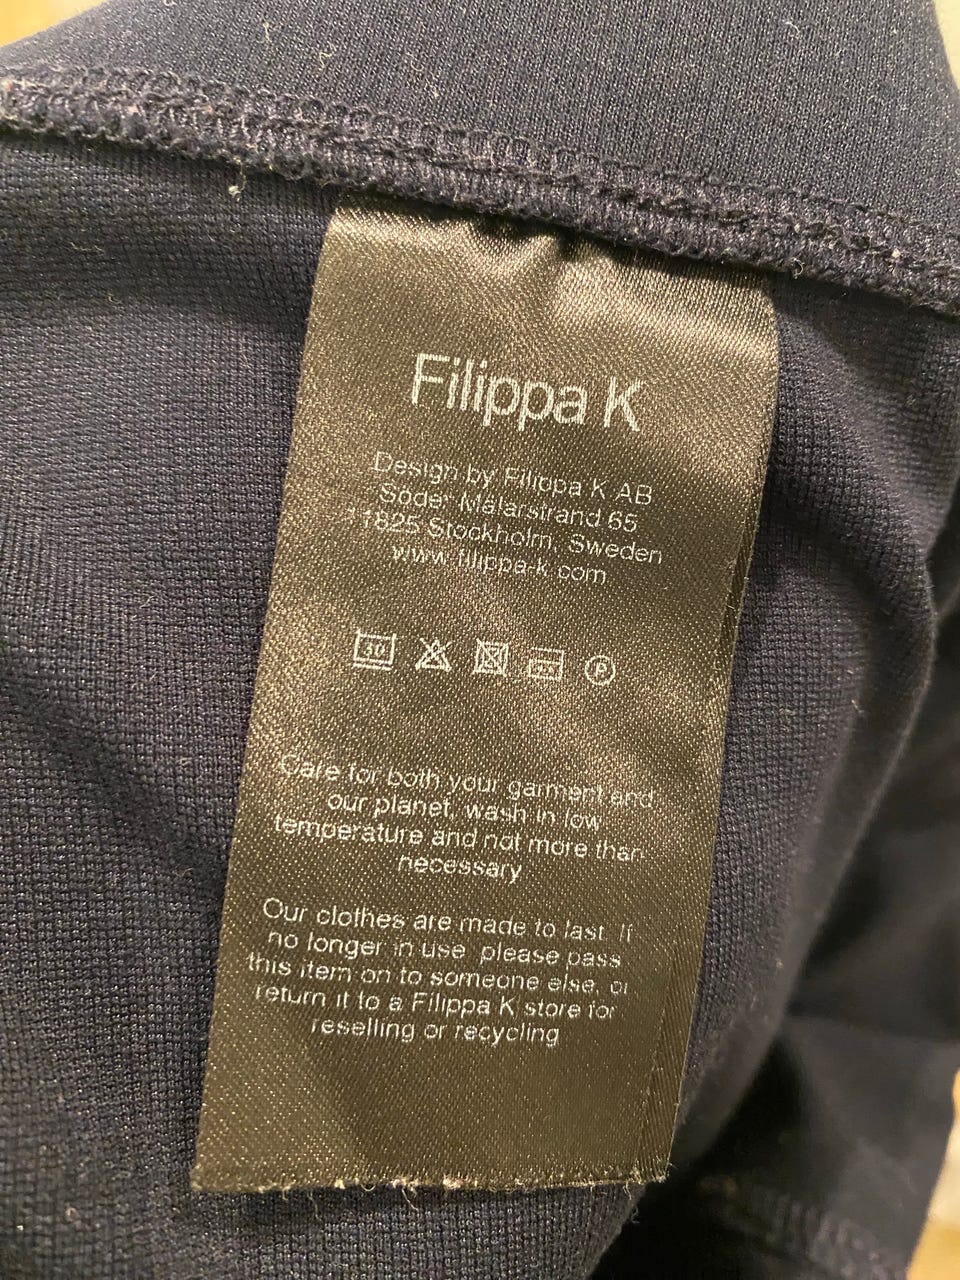 Filippa K
Design by Filippa K AB
Söder Mälarstrand 65
11825 Stockholm, Sweden
www.filippa-k.com
30
P
Care for both your garment and
our planet, wash in low
temperature and not more than
necessary
Our clothes are made to last. If
no longer in use please pass
this item on to someone else, or
return it to a Filippa K store for
reselling or recycling